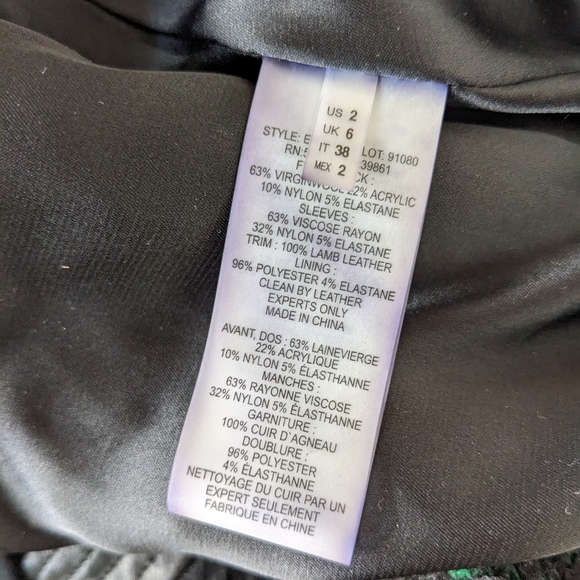 US 2
UK 6
IT 38
MEX 2
STYLE: E LOT: 91080
RN:5 39861
F CK :
63% VIRGINWOOL 22% ACRYLIC
10% NYLON 5% ELASTANE
SLEEVES :
63% VISCOSE RAYON
32% NYLON 5% ELASTANE
TRIM : 100% LAMB LEATHER
LINING :
96% POLYESTER 4% ELASTANE
CLEAN BY LEATHER
EXPERTS ONLY
MADE IN CHINA
AVANT, DOS : 63% LAINEVIERGE
22% ACRYLIQUE
10% NYLON 5% ÉLASTHANNE
MANCHES :
63% RAYONNE VISCOSE
32% NYLON 5% ÉLASTHANNE
GARNITURE :
100% CUIR D'AGNEAU
DOUBLURE :
96% POLYESTER
4% ÉLASTHANNE
NETTOYAGE DU CUIR PAR UN
EXPERT SEULEMENT
FABRIQUE EN CHINE